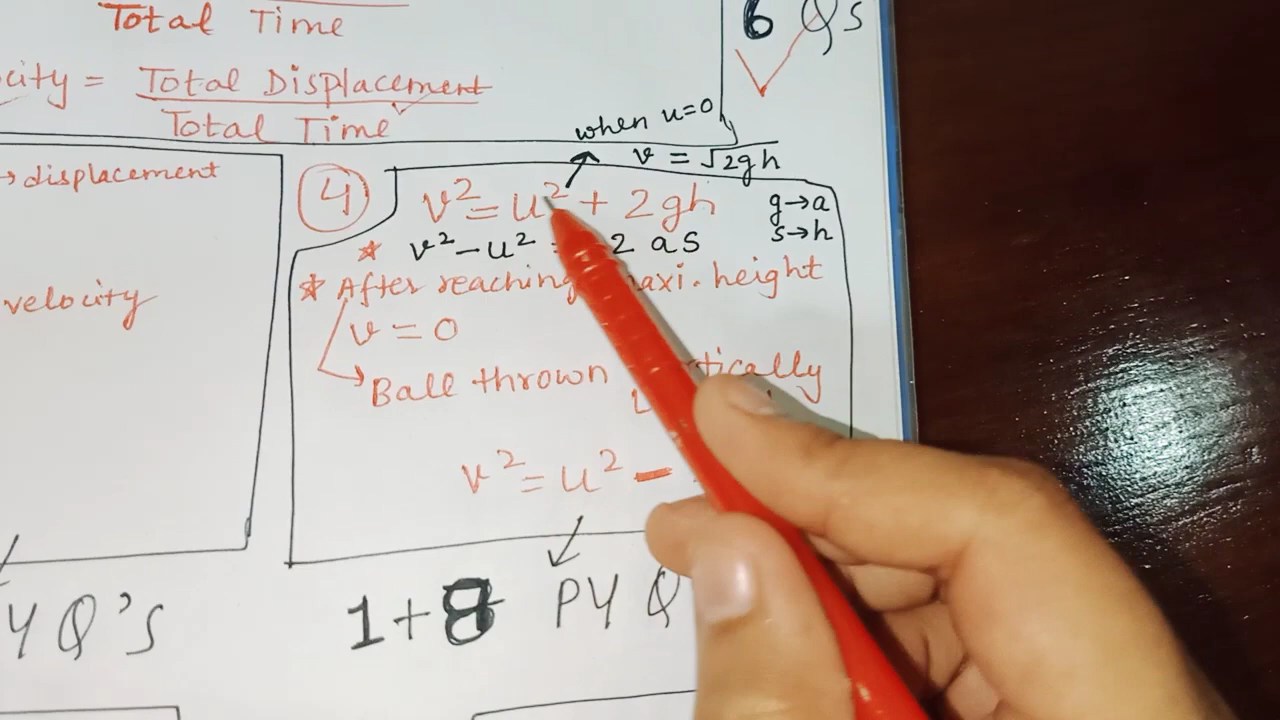 Total Time
6 Qs
city = Total Displacement
Total Time
when u=0
v = √2gh
→ displacement
4
v² = u² + 2gh
g→a
v² - u² = 2 as
s→h
* After reaching maxi. height
velocity
v = 0
Ball thrown
v² = u² -
Y Q's
1+8 PYQ